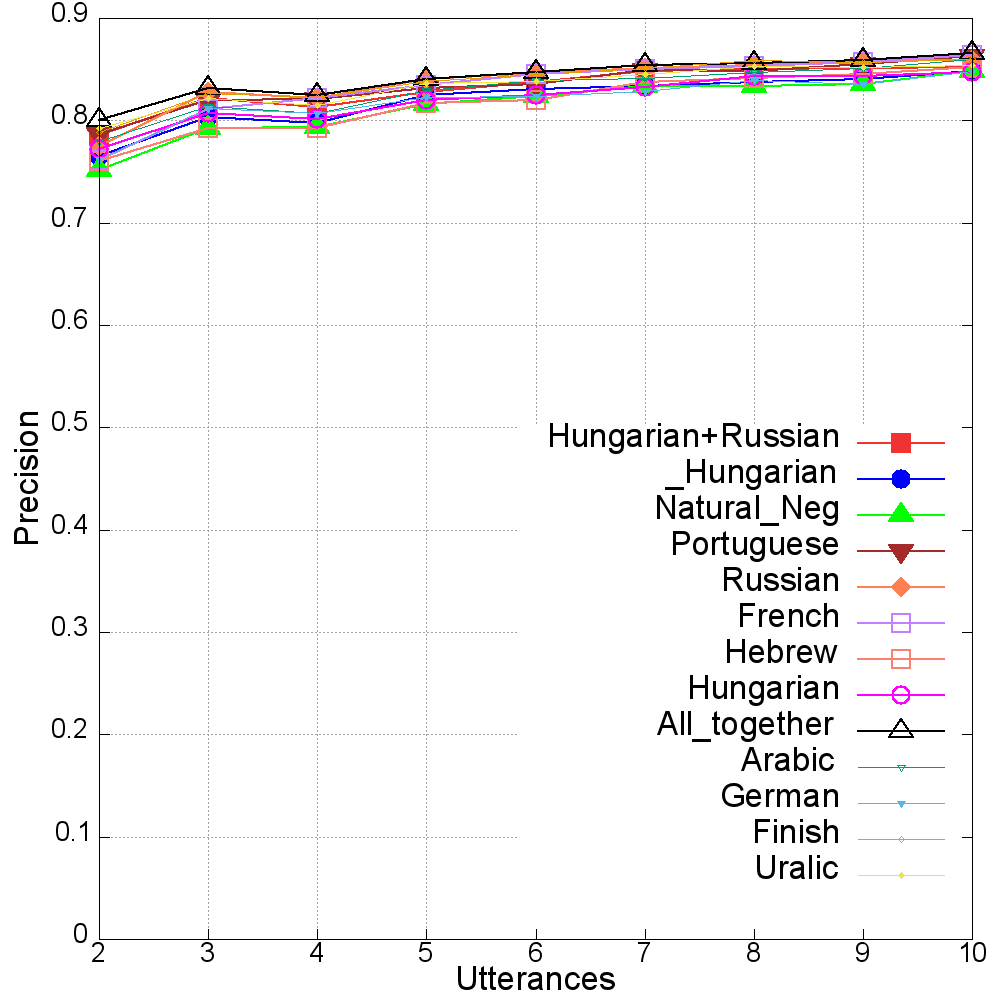 0.9
0.8
0.7
0.6
0.5
0.4
0.3
0.2
0.1
0
Precision
Hungarian+Russian
_Hungarian
Natural_Neg
Portuguese
Russian
French
Hebrew
Hungarian
All_together
Arabic
German
Finish
Uralic
2 3 4 5 6 7 8 9 10
Utterances